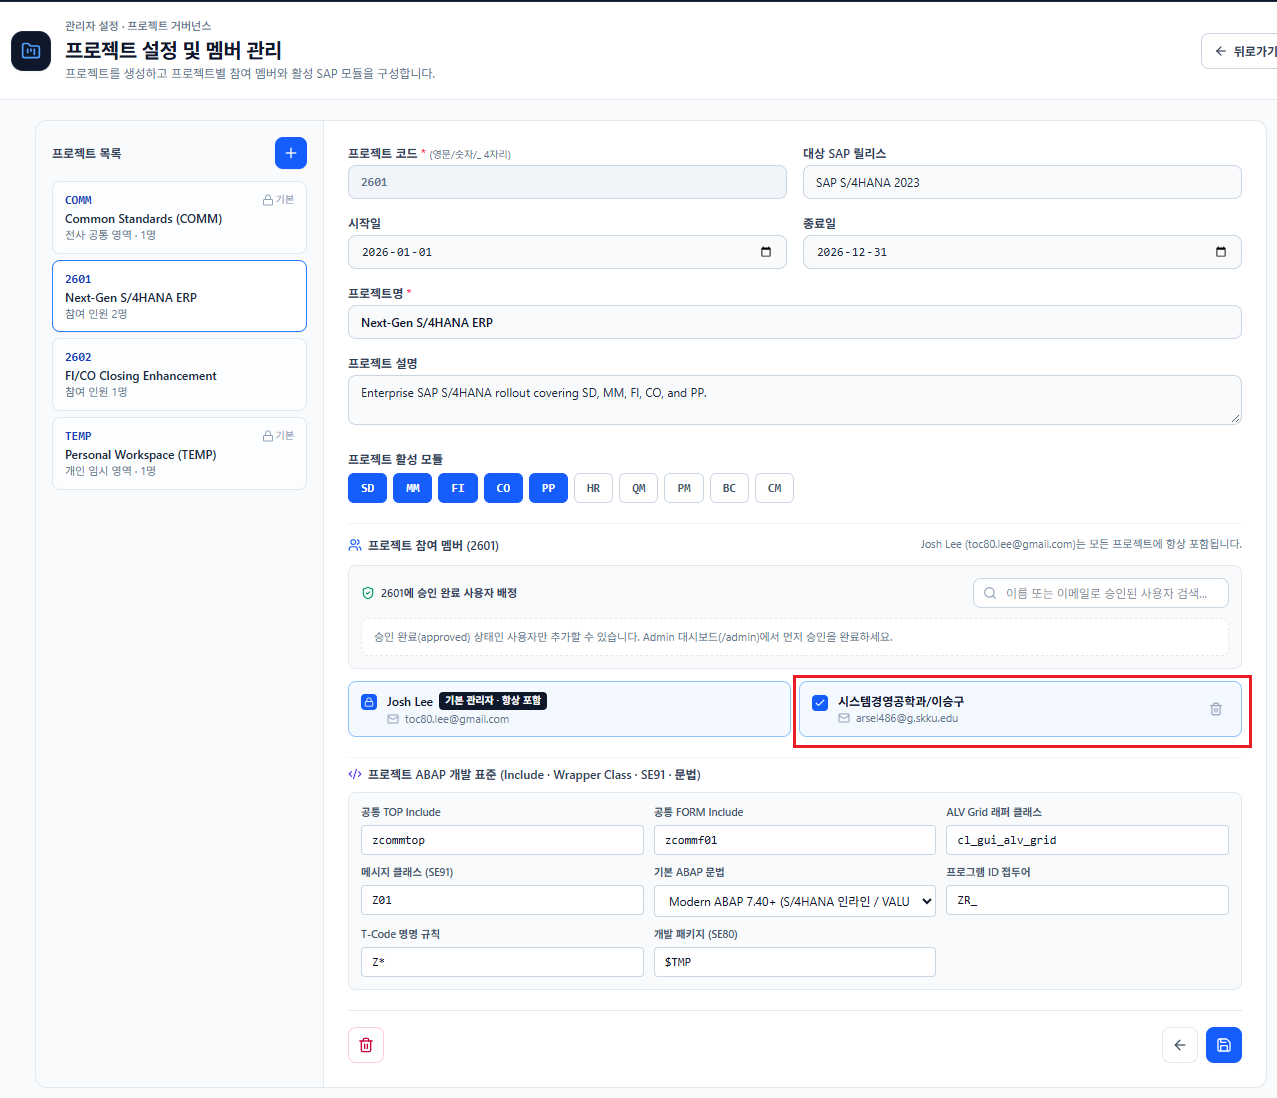 관리자 설정 · 프로젝트 거버넌스
프로젝트 설정 및 멤버 관리
프로젝트를 생성하고 프로젝트별 참여 멤버와 활성 SAP 모듈을 구성합니다.
뒤로가기
프로젝트 목록
COMM
기본
Common Standards (COMM)
전사 공통 영역 · 1명
2601
Next-Gen S/4HANA ERP
참여 인원 2명
2602
FI/CO Closing Enhancement
참여 인원 1명
TEMP
기본
Personal Workspace (TEMP)
개인 임시 영역 · 1명
프로젝트 코드 * (영문/숫자/_ 4자리)
2601
대상 SAP 릴리스
SAP S/4HANA 2023
시작일
2026-01-01
종료일
2026-12-31
프로젝트명 *
Next-Gen S/4HANA ERP
프로젝트 설명
Enterprise SAP S/4HANA rollout covering SD, MM, FI, CO, and PP.
프로젝트 활성 모듈
SD MM FI CO PP HR QM PM BC CM
프로젝트 참여 멤버 (2601)
Josh Lee (toc80.lee@gmail.com)는 모든 프로젝트에 항상 포함됩니다.
2601에 승인 완료 사용자 배정
이름 또는 이메일로 승인된 사용자 검색...
승인 완료(approved) 상태인 사용자만 추가할 수 있습니다. Admin 대시보드(/admin)에서 먼저 승인을 완료하세요.
Josh Lee 기본 관리자 · 항상 포함
toc80.lee@gmail.com
시스템경영공학과/이승구
arsel486@g.skku.edu
프로젝트 ABAP 개발 표준 (Include · Wrapper Class · SE91 · 문법)
공통 TOP Include
zcommtop
공통 FORM Include
zcommf01
ALV Grid 래퍼 클래스
cl_gui_alv_grid
메시지 클래스 (SE91)
Z01
기본 ABAP 문법
Modern ABAP 7.40+ (S/4HANA 인라인 / VALU
프로그램 ID 접두어
ZR_
T-Code 명명 규칙
Z*
개발 패키지 (SE80)
$TMP